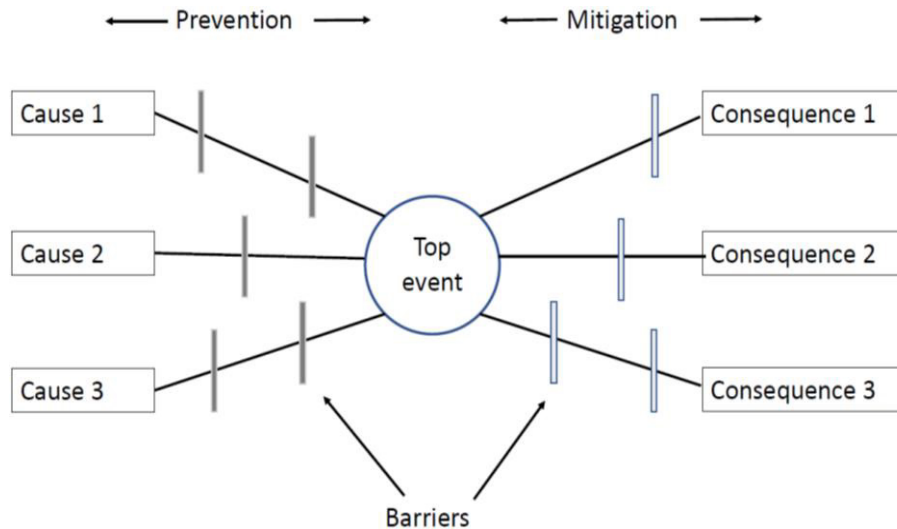 Prevention
Mitigation
Cause 1
Consequence 1
Cause 2
Top
event
Consequence 2
Cause 3
Consequence 3
Barriers